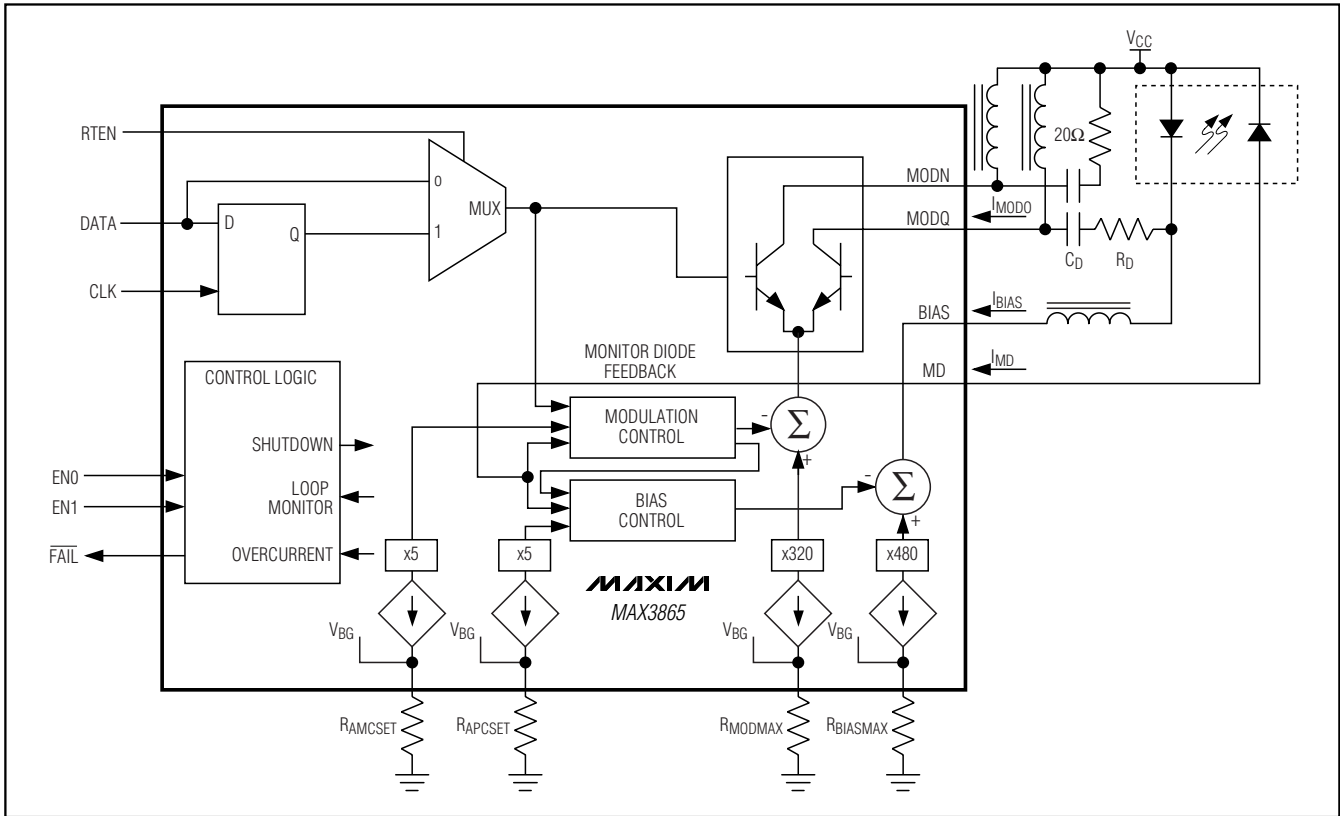 V_CC
RTEN
20Ω
0
MODN
MUX
I_MODO
DATA
D
MODQ
Q
1
C_D
R_D
CLK
I_BIAS
BIAS
MONITOR DIODE
FEEDBACK
I_MD
MD
CONTROL LOGIC
MODULATION
CONTROL
-
Σ
+
SHUTDOWN
EN0
LOOP
MONITOR
EN1
BIAS
CONTROL
-
Σ
+
OVERCURRENT
F̅A̅I̅L̅
x5
x5
x320
x480
MAXIM
MAX3865
V_BG
V_BG
V_BG
V_BG
R_AMCSET
R_APCSET
R_MODMAX
R_BIASMAX